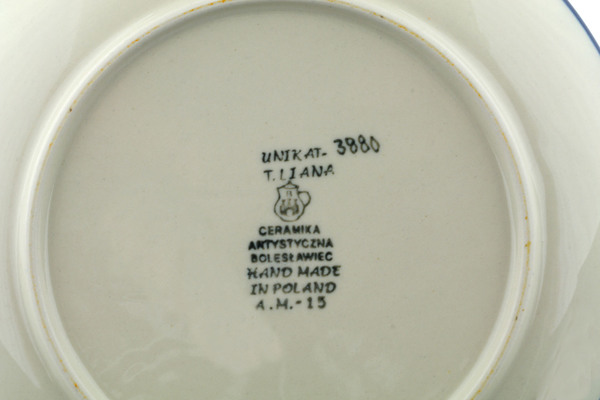 UNIKAT- 3880
T.LIANA
CERAMIKA
ARTYSTYCZNA
BOLESŁAWIEC
HAND MADE
IN POLAND
A.M.-15